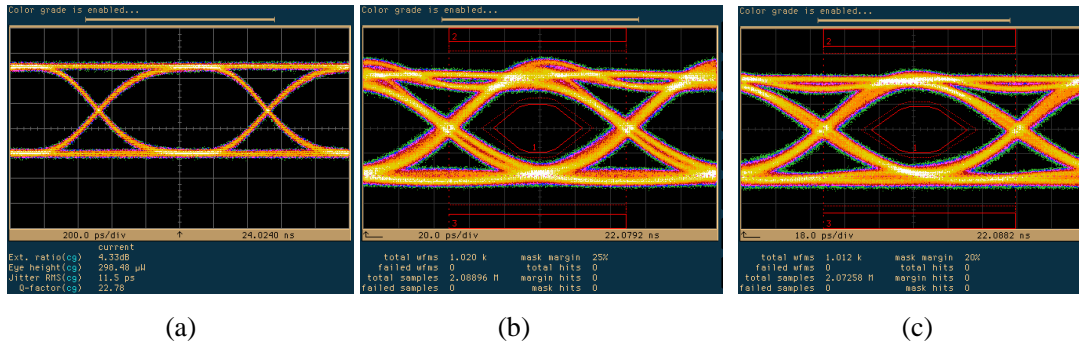 Color grade is enabled...
200.0 ps/div ↑ 24.0240 ns
current
Ext. ratio(cg) 4.33dB
Eye height(cg) 298.48 µW
Jitter RMS(cg) 11.5 ps
Q-factor(cg) 22.78
(a)
Color grade is enabled...
2
1
3
20.0 ps/div 22.0792 ns
total wfms 1.020 k mask margin 25%
failed wfms 0 total hits 0
total samples 2.08896 M margin hits 0
failed samples 0 mask hits 0
(b)
Color grade is enabled...
2
1
3
18.0 ps/div 22.0882 ns
total wfms 1.012 k mask margin 20%
failed wfms 0 total hits 0
total samples 2.07258 M margin hits 0
failed samples 0 mask hits 0
(c)